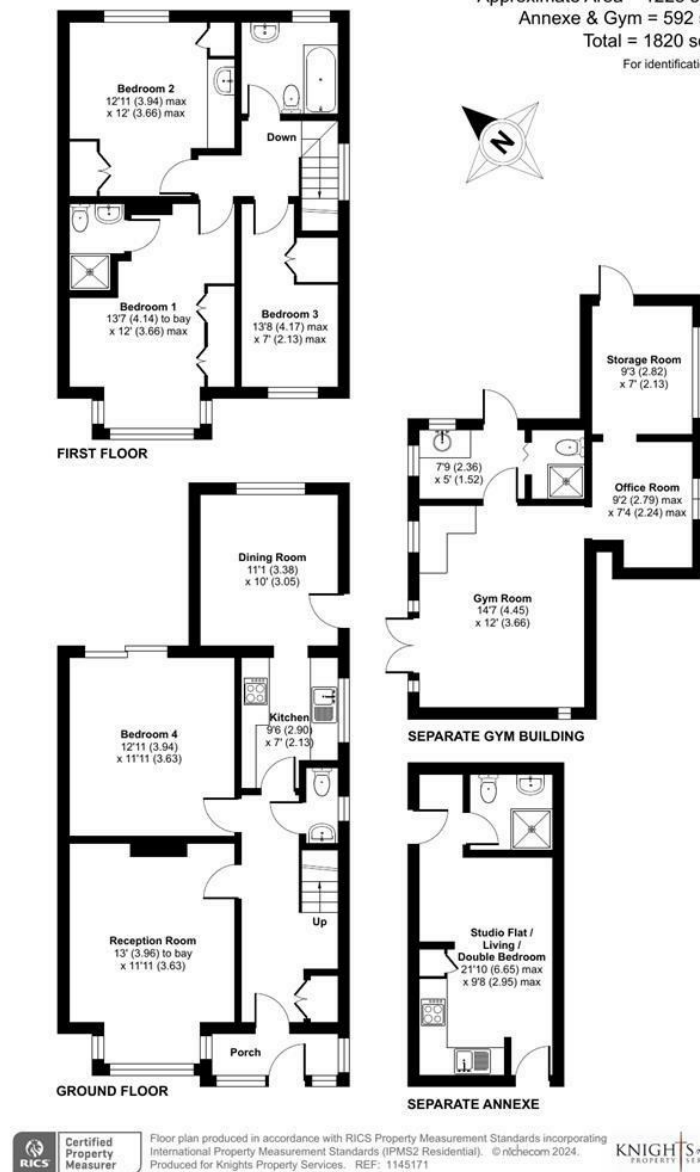 Annexe & Gym = 592
Total = 1820
Bedroom 2
12'11 (3.94) max
x 12' (3.66) max
Down
N
Bedroom 1
13'7 (4.14) to bay
x 12' (3.66) max
Bedroom 3
13'8 (4.17) max
x 7' (2.13) max
FIRST FLOOR
Storage Room
9'3 (2.82)
x 7' (2.13)
7'9 (2.36)
x 5' (1.52)
Office Room
9'2 (2.79) max
x 7'4 (2.24) max
Gym Room
14'7 (4.45)
x 12' (3.66)
SEPARATE GYM BUILDING
Dining Room
11'1 (3.38)
x 10' (3.05)
Kitchen
9'6 (2.90)
x 7' (2.13)
Bedroom 4
12'11 (3.94)
x 11'11 (3.63)
Up
Reception Room
13' (3.96) to bay
x 11'11 (3.63)
Porch
GROUND FLOOR
Studio Flat /
Living /
Double Bedroom
21'10 (6.65) max
x 9'8 (2.95) max
SEPARATE ANNEXE
RICS
Certified
Property
Measurer
Floor plan produced in accordance with RICS Property Measurement Standards incorporating
International Property Measurement Standards (IPMS2 Residential). © nichecom 2024.
Produced for Knights Property Services. REF: 1145171
KNIGHTS
PROPERTY